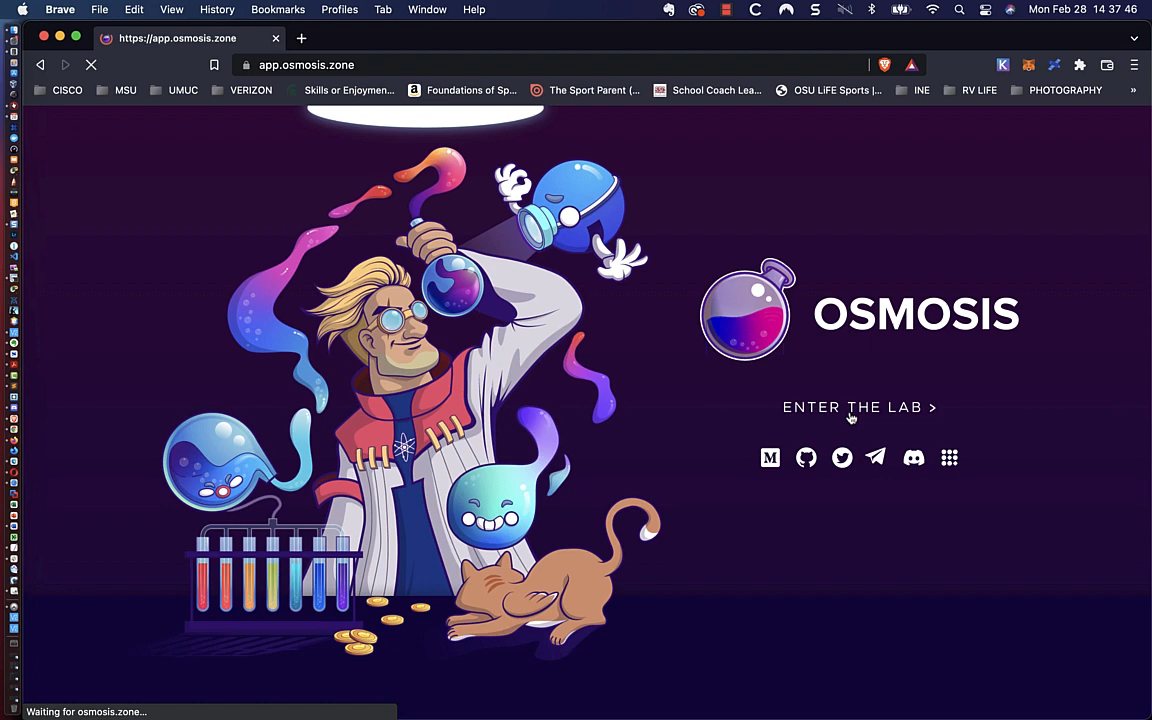 Brave File Edit View History Bookmarks Profiles Tab Window Help Mon Feb 28 14 37 46
https://app.osmosis.zone
app.osmosis.zone
CISCO MSU UMUC VERIZON Skills or Enjoymen... Foundations of Sp... The Sport Parent (... School Coach Lea... OSU LiFE Sports |... INE RV LIFE PHOTOGRAPHY »
OSMOSIS
ENTER THE LAB >
Waiting for osmosis.zone...